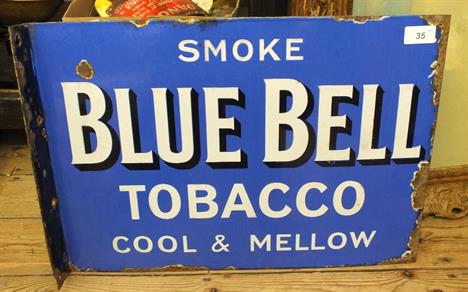 35
SMOKE
BLUE BELL
TOBACCO
COOL & MELLOW